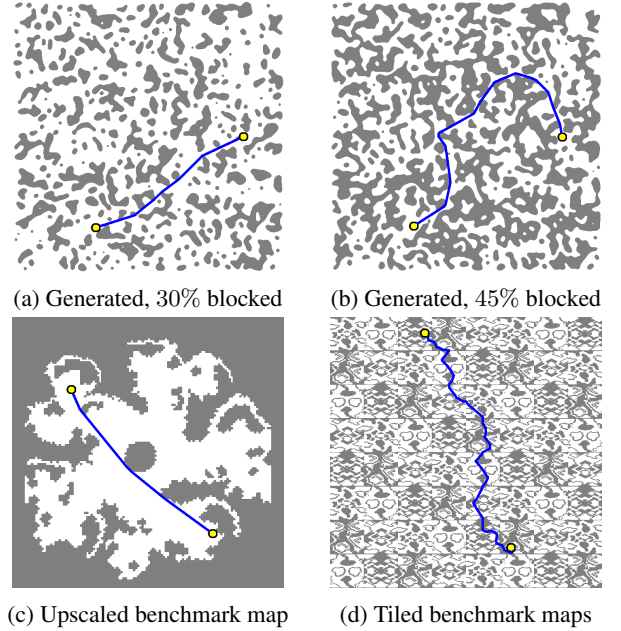 (a) Generated, 30% blocked
(b) Generated, 45% blocked
(c) Upscaled benchmark map
(d) Tiled benchmark maps